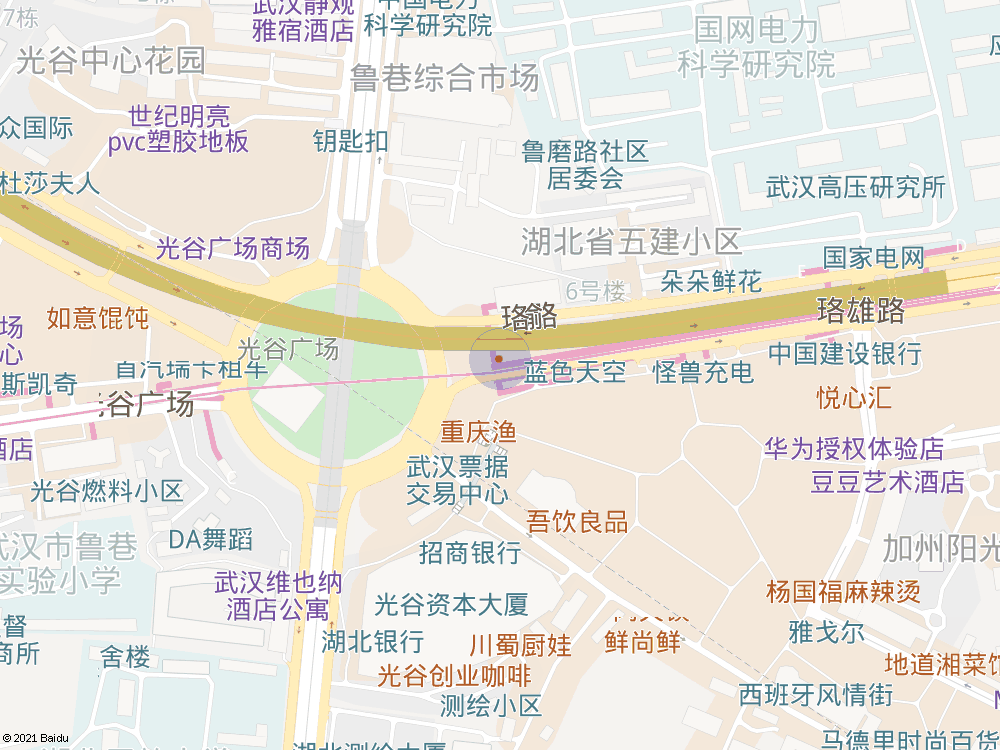 7栋
武汉静观
雅宿酒店
中国电力
科学研究院
国网电力
科学研究院
光谷中心花园
鲁巷综合市场
世纪明亮
pvc塑胶地板
众国际
钥匙扣
鲁磨路社区
居委会
杜莎夫人
武汉高压研究所
光谷广场商场
湖北省五建小区
国家电网
朵朵鲜花
6号楼
如意馄饨
珞雄路
场
心
光谷广场
中国建设银行
斯凯奇
蓝色天空
怪兽充电
谷广场
悦心汇
重庆渔
酒店
武汉票据
交易中心
华为授权体验店
豆豆艺术酒店
光谷燃料小区
吾饮良品
DA舞蹈
招商银行
武汉市鲁巷
实验小学
加州阳光
武汉维也纳
酒店公寓
光谷资本大厦
杨国福麻辣烫
督
商所
湖北银行
川蜀厨娃
鲜尚鲜
雅戈尔
舍楼
光谷创业咖啡
地道湘菜馆
测绘小区
西班牙风情街
湖北测绘大厦
马德里时尚百货
© 2021 Baidu